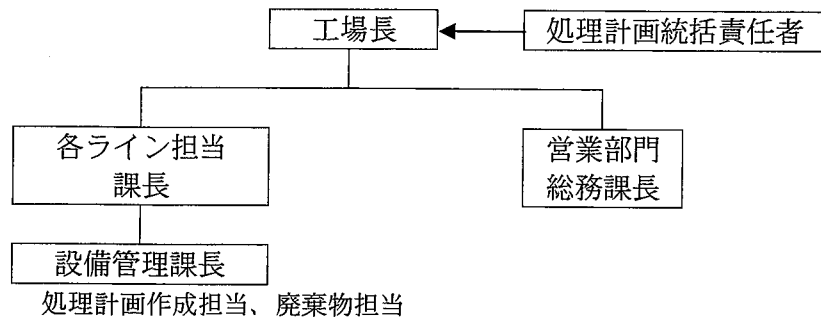 工場長
処理計画統括責任者
各ライン担当
課長
営業部門
総務課長
設備管理課長
処理計画作成担当、廃棄物担当